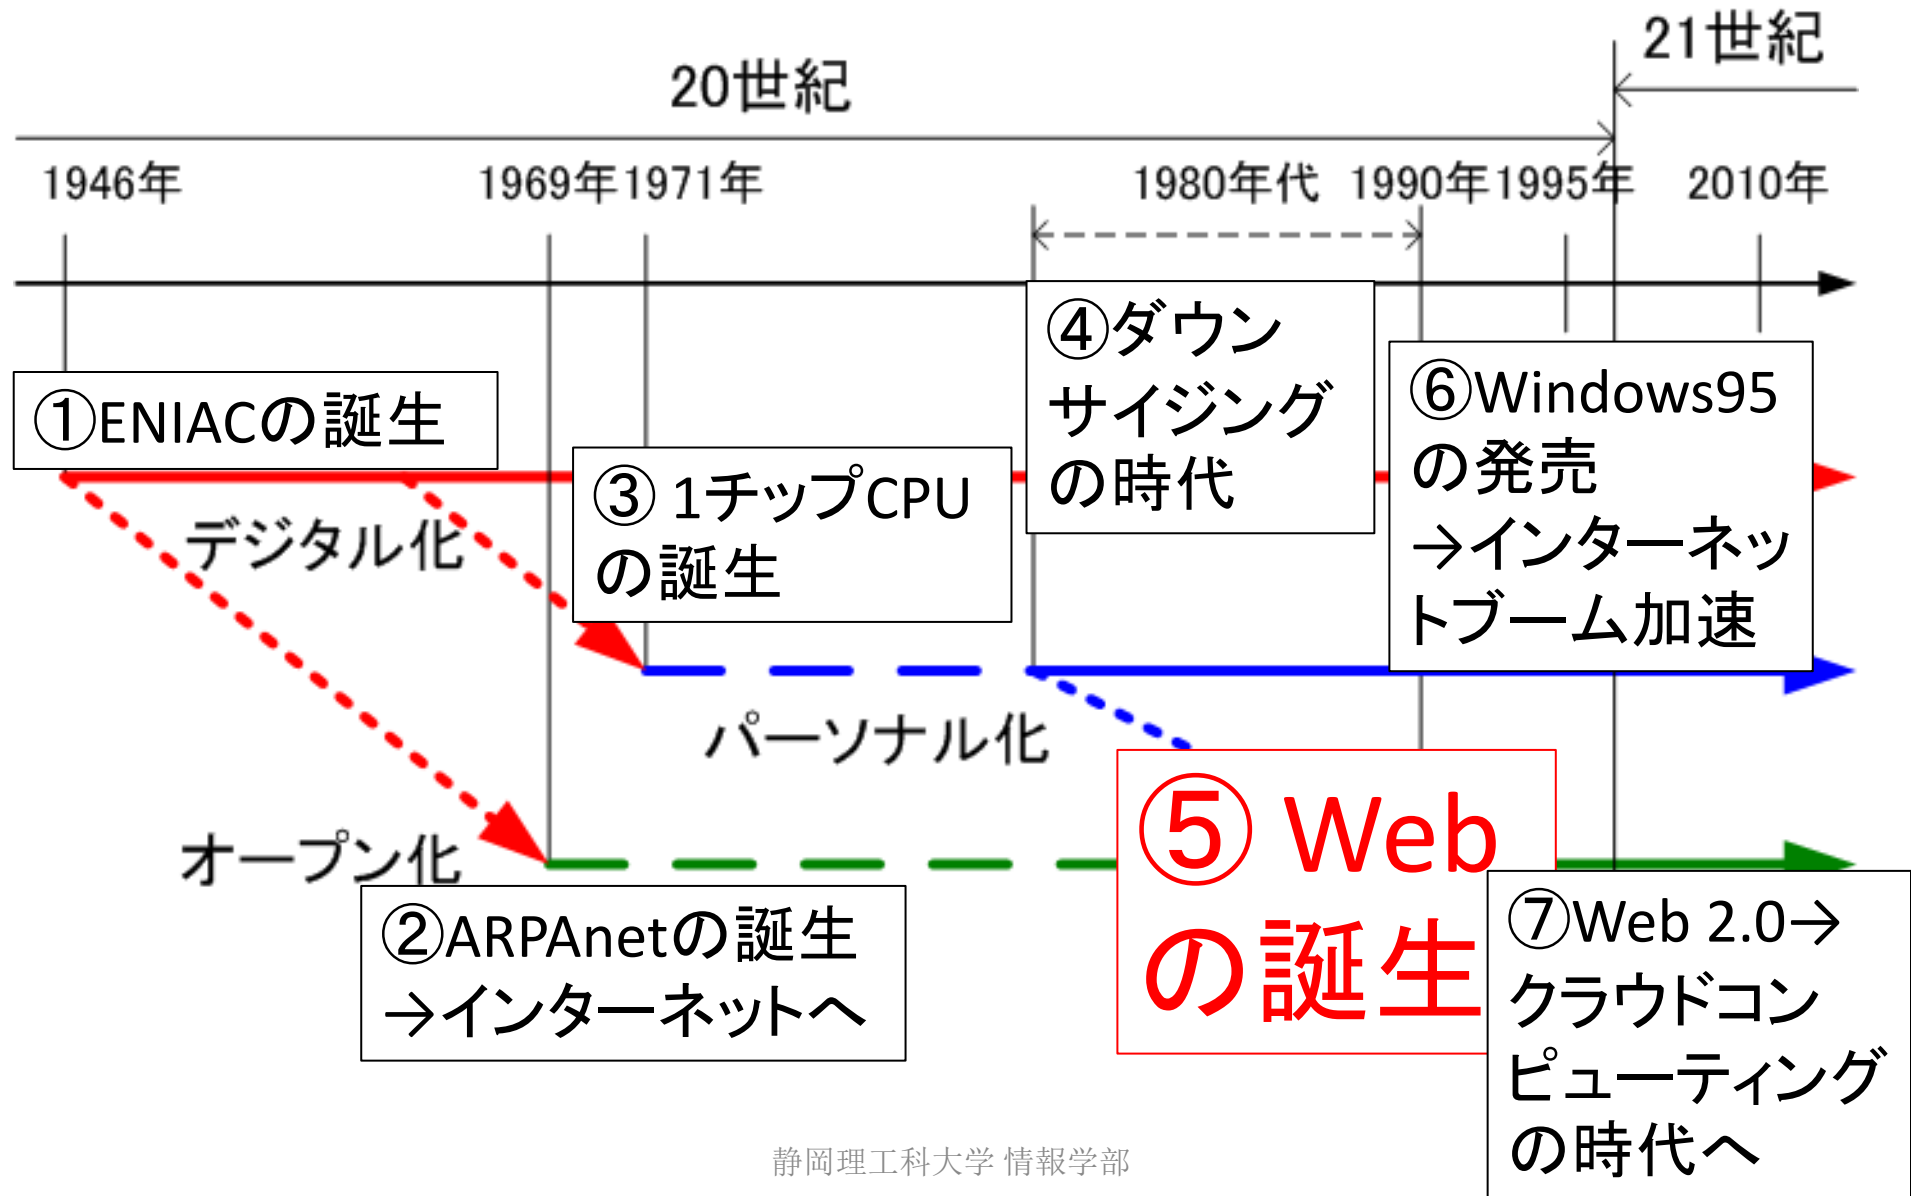 21世紀
20世紀
1946年
1969年
1971年
1980年代
1990年
1995年
2010年
①ENIACの誕生
デジタル化
③ 1チップCPU
の誕生
④ダウン
サイジング
の時代
⑥Windows95
の発売
→インターネッ
トブーム加速
パーソナル化
オープン化
②ARPAnetの誕生
→インターネットへ
⑤ Web
の誕生
⑦Web 2.0→
クラウドコン
ピューティング
の時代へ
静岡理工科大学 情報学部